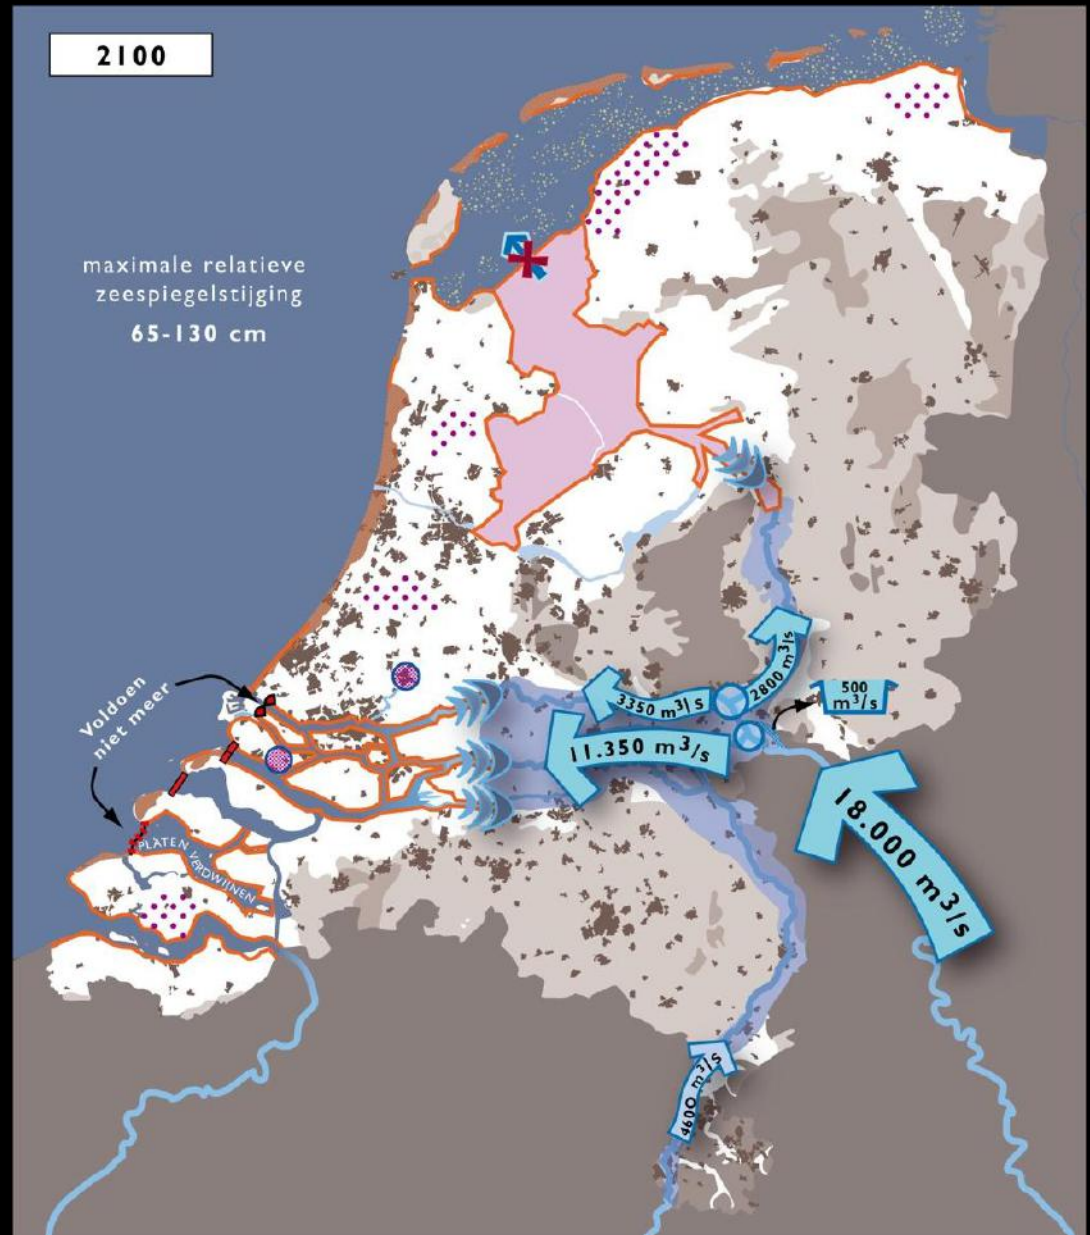 2100
maximale relatieve
zeespiegelstijging
65-130 cm
Voldoen
niet meer
PLATEN VERDWIJNEN
2800 m³/s
3350 m³/s
500
m³/s
11.350 m³/s
18.000 m³/s
4600 m³/s